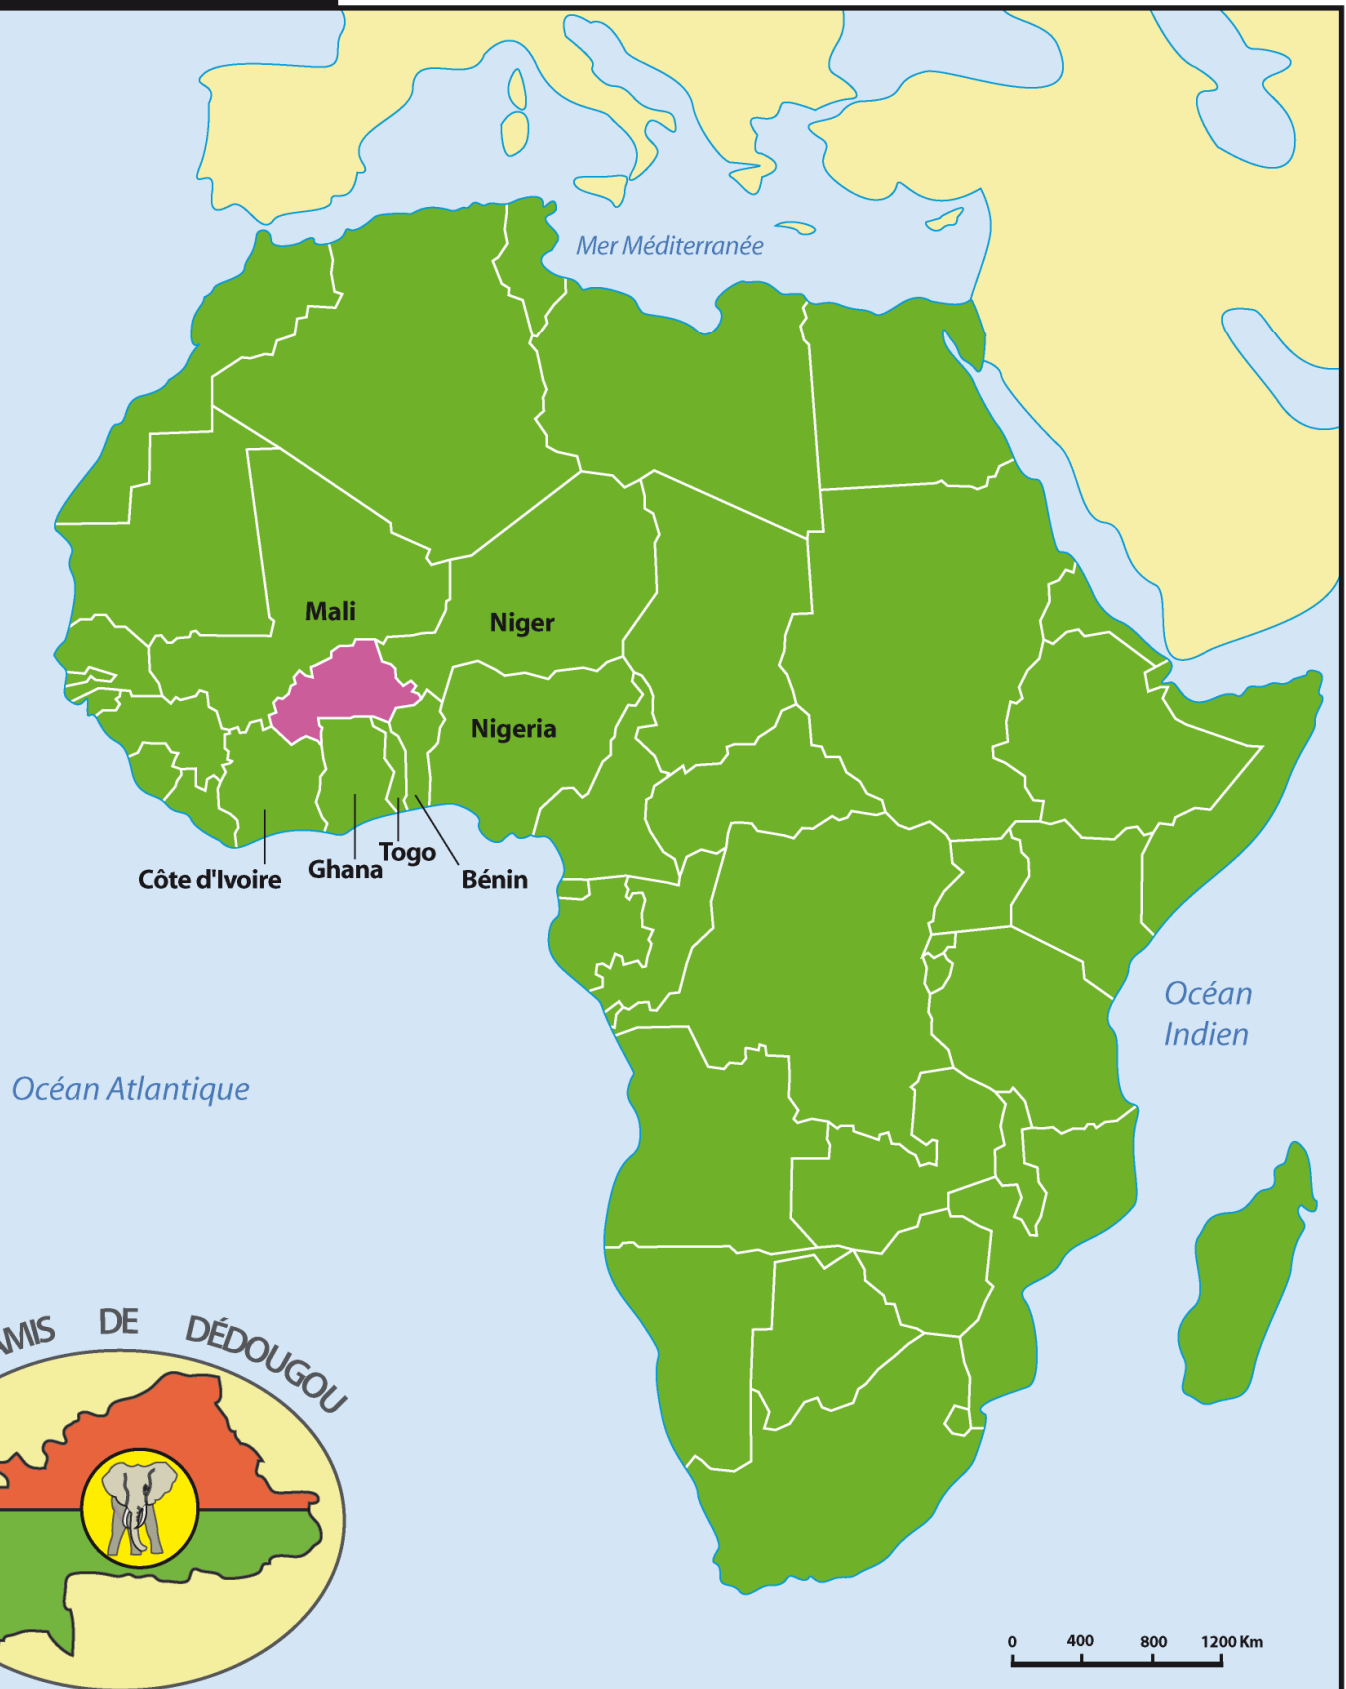 Mer Méditerranée
Mali
Niger
Nigeria
Côte d'Ivoire
Ghana
Togo
Bénin
Océan
Indien
Océan Atlantique
DE DÉDOUGOU
0 400 800 1200 Km